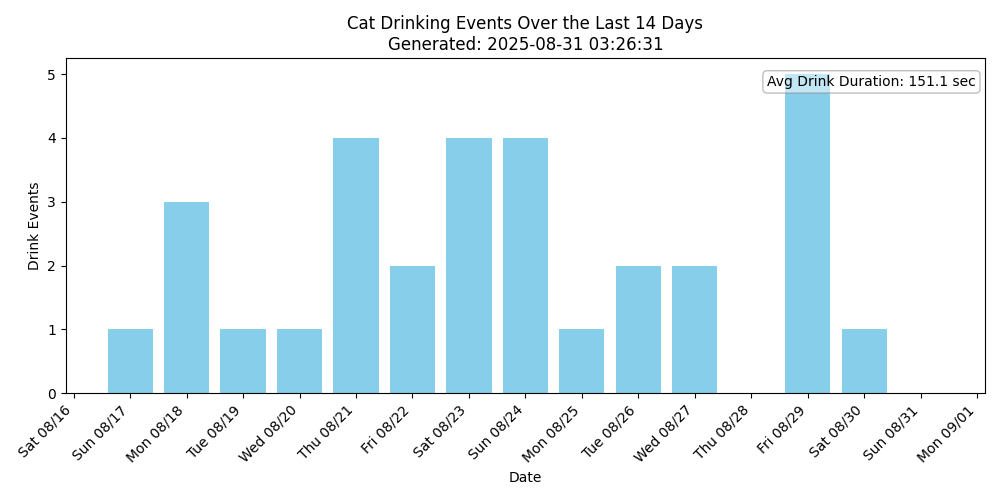 Cat Drinking Events Over the Last 14 Days
Generated: 2025-08-31 03:26:31
Avg Drink Duration: 151.1 sec
Drink Events
5
4
3
2
1
0
Sat 08/16
Sun 08/17
Mon 08/18
Tue 08/19
Wed 08/20
Thu 08/21
Fri 08/22
Sat 08/23
Sun 08/24
Mon 08/25
Tue 08/26
Wed 08/27
Thu 08/28
Fri 08/29
Sat 08/30
Sun 08/31
Mon 09/01
Date